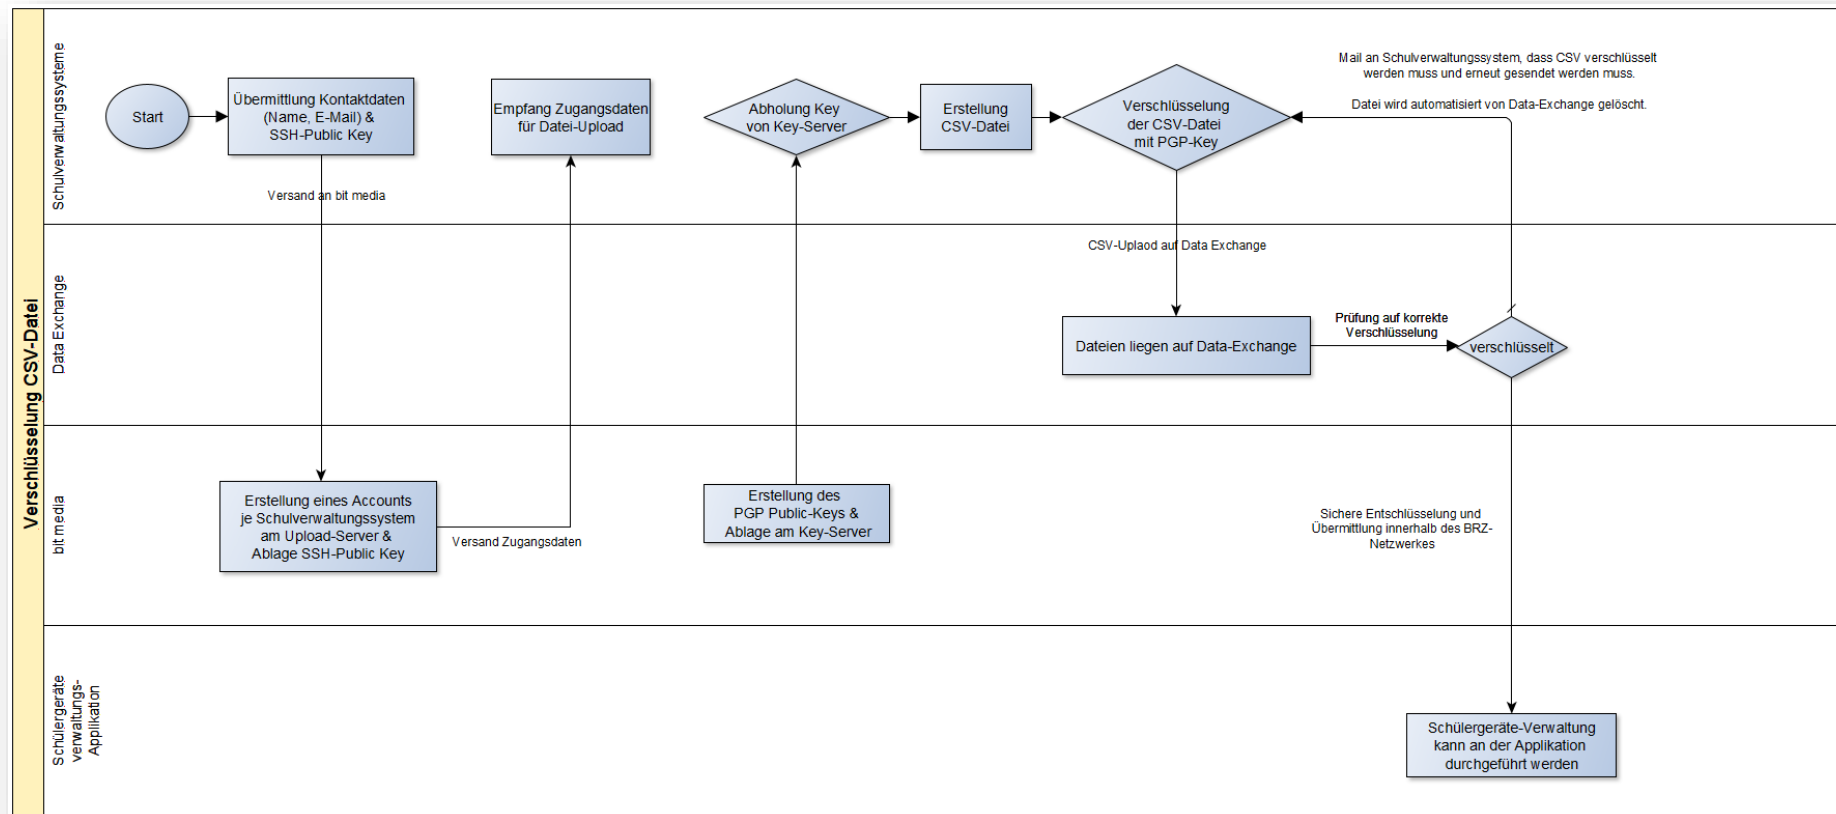 Verschlüsselung CSV-Datei
Schulverwaltungssysteme
Start
Übermittlung Kontaktdaten
(Name, E-Mail) &
SSH-Public Key
Empfang Zugangsdaten
für Datei-Upload
Abholung Key
von Key-Server
Erstellung
CSV-Datei
Verschlüsselung
der CSV-Datei
mit PGP-Key
Mail an Schulverwaltungssystem, dass CSV verschlüsselt
werden muss und erneut gesendet werden muss.
Datei wird automatisiert von Data-Exchange gelöscht.
Versand an bit media
Data Exchange
CSV-Uplaod auf Data Exchange
Dateien liegen auf Data-Exchange
Prüfung auf korrekte
Verschlüsselung
verschlüsselt
bit media
Erstellung eines Accounts
je Schulverwaltungssystem
am Upload-Server &
Ablage SSH-Public Key
Versand Zugangsdaten
Erstellung des
PGP Public-Keys &
Ablage am Key-Server
Sichere Entschlüsselung und
Übermittlung innerhalb des BRZ-
Netzwerkes
Schülergeräte
verwaltungs-
Applikation
Schülergeräte-Verwaltung
kann an der Applikation
durchgeführt werden